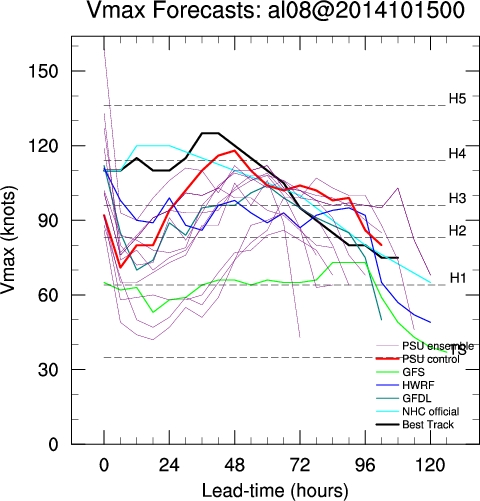 Vmax Forecasts: al08@2014101500
Vmax (knots)
150
120
90
60
30
0
H5
H4
H3
H2
H1
TS
PSU ensemble
PSU control
GFS
HWRF
GFDL
NHC official
Best Track
0 24 48 72 96 120
Lead-time (hours)